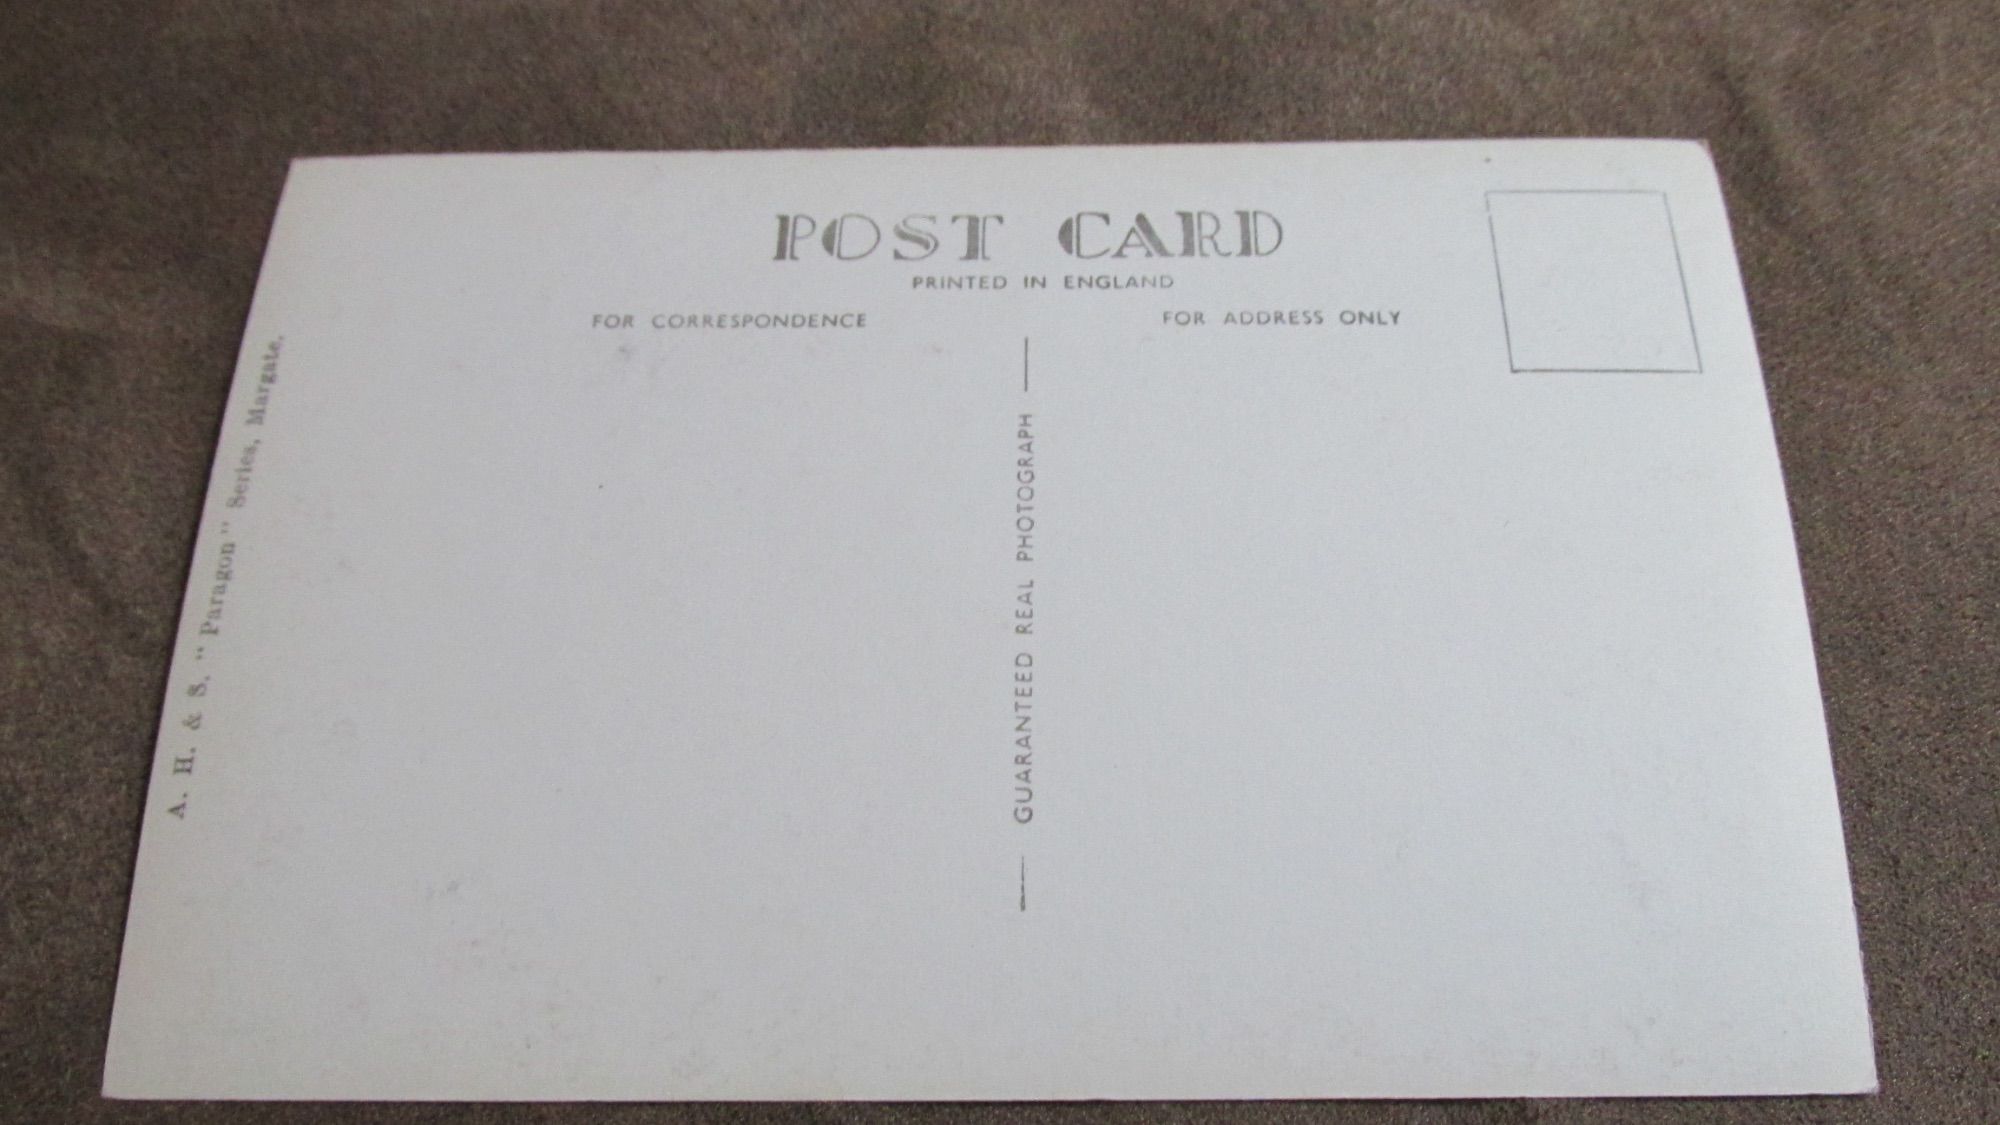 POST CARD
PRINTED IN ENGLAND
FOR CORRESPONDENCE
FOR ADDRESS ONLY
A. H. & S. "Paragon" Series, Margate.
GUARANTEED REAL PHOTOGRAPH